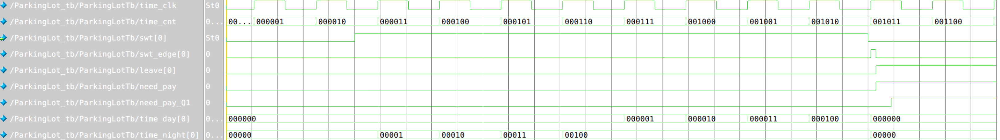 /ParkingLot_tb/ParkingLotTb/time_clk St0
/ParkingLot_tb/ParkingLotTb/time_cnt 0... 00... 000001 000010 000011 000100 000101 000110 000111 001000 001001 001010 001011 001100
/ParkingLot_tb/ParkingLotTb/swt[0] St0
/ParkingLot_tb/ParkingLotTb/swt_edge[0] 0
/ParkingLot_tb/ParkingLotTb/leave[0] 0
/ParkingLot_tb/ParkingLotTb/need_pay 0
/ParkingLot_tb/ParkingLotTb/need_pay_Q1 0
/ParkingLot_tb/ParkingLotTb/time_day[0] 0... 000000 000001 000010 000011 000100 000000
/ParkingLot_tb/ParkingLotTb/time_night[0] 0... 00000 00001 00010 00011 00100 00000